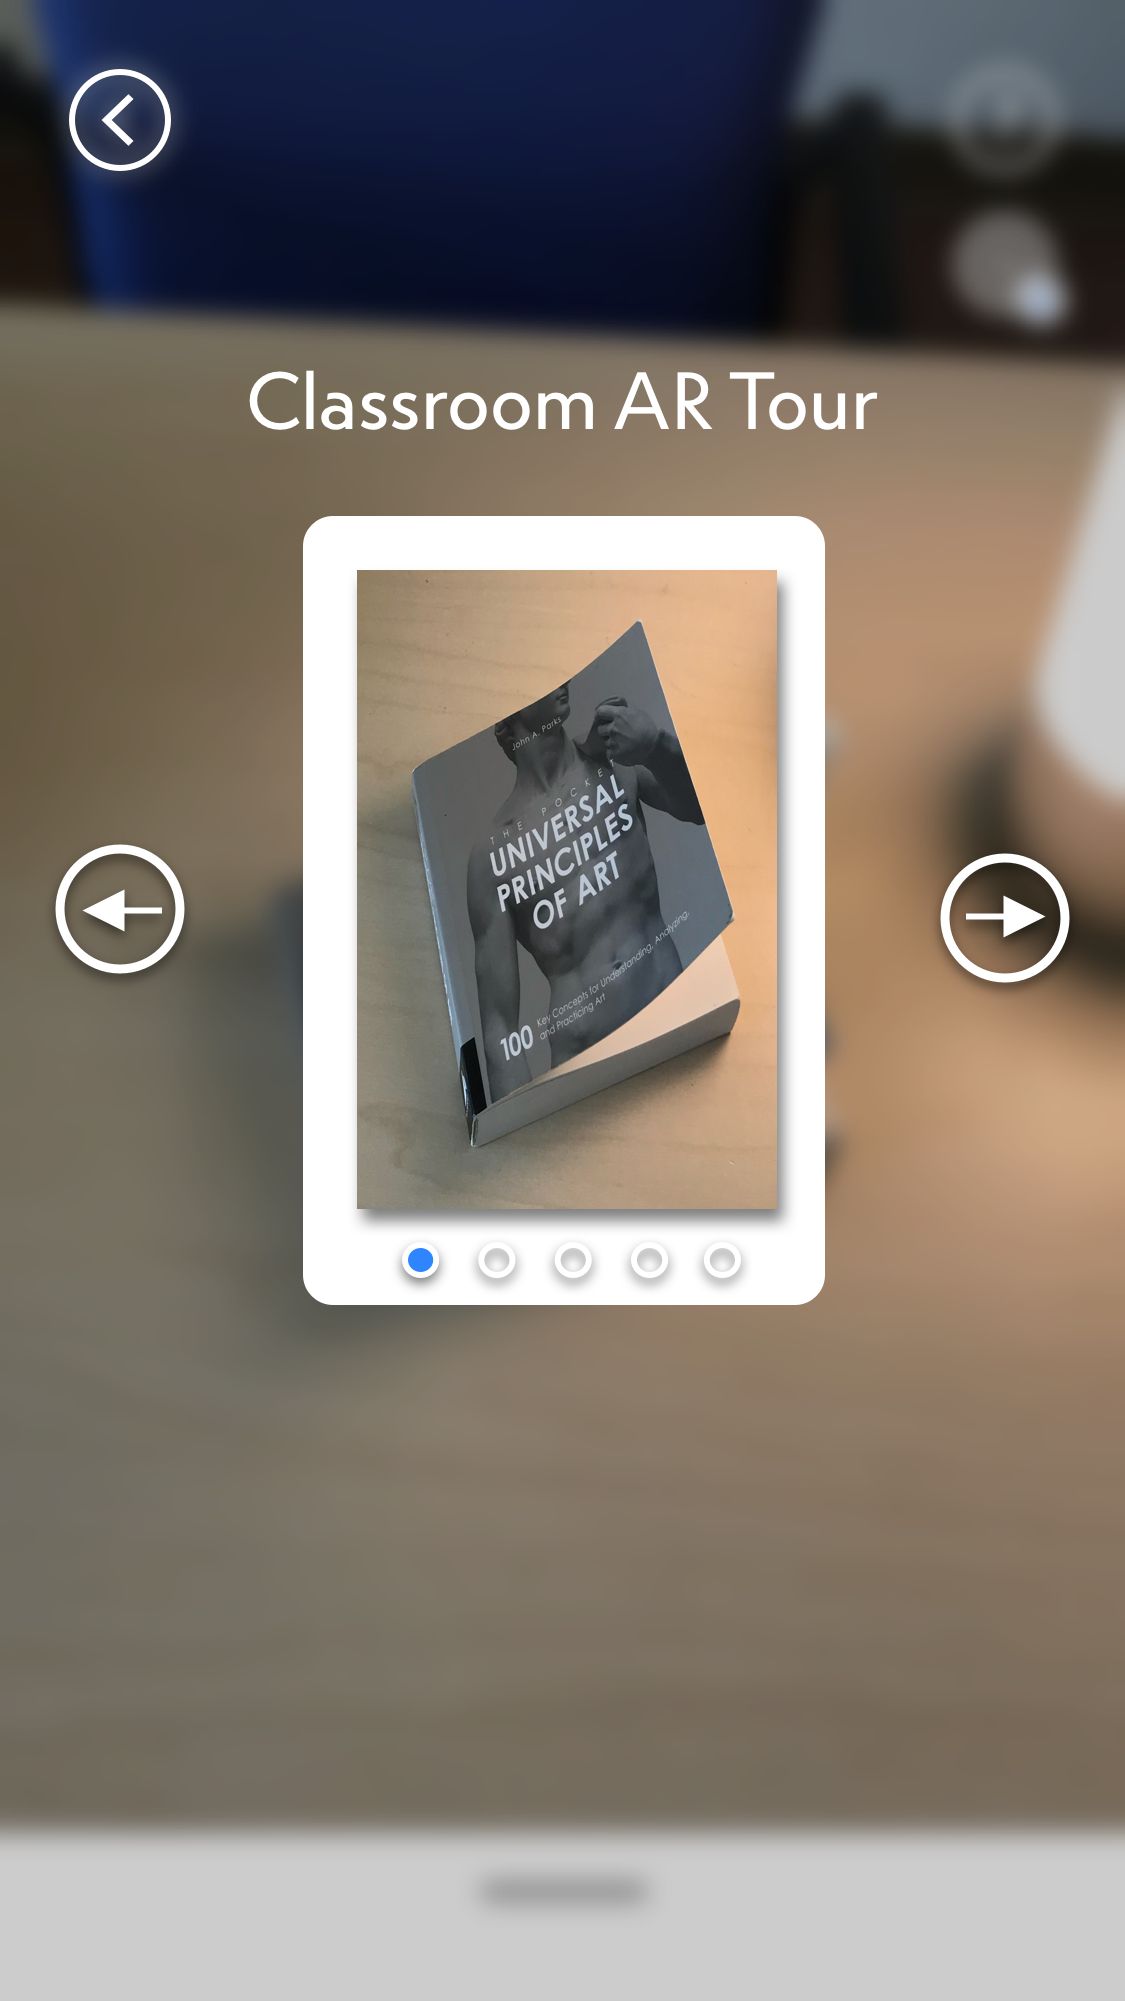 Classroom AR Tour
John A. Parks
THE POCKET
UNIVERSAL
PRINCIPLES
OF ART
100
Key Concepts for Understanding, Analyzing,
and Practicing Art